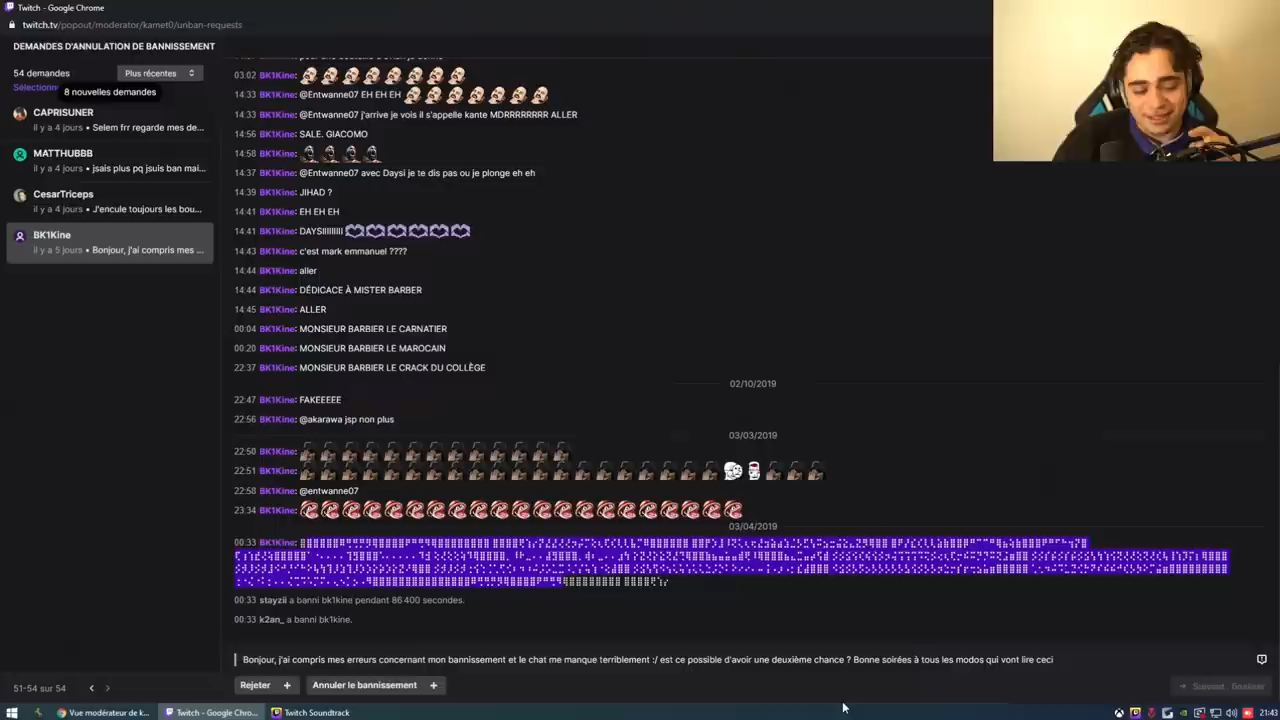 Twitch - Google Chrome
twitch.tv/popout/moderator/kamet0/unban-requests
DEMANDES D'ANNULATION DE BANNISSEMENT
54 demandes
Plus récentes
Sélectionn
8 nouvelles demandes
CAPRISUNER
il y a 4 jours • Selem frr regarde mes de...
MATTHUBBB
il y a 4 jours • jsais plus pq jsuis ban mai...
CesarTriceps
il y a 4 jours • J'encule toujours les bou...
BK1Kine
il y a 5 jours • Bonjour, j'ai compris mes ...
03:02 BK1Kine:
14:33 BK1Kine: @Entwanne07 EH EH EH
14:33 BK1Kine: @Entwanne07 j'arrive je vois il s'appelle kante MDRRRRRRRR ALLER
14:56 BK1Kine: SALE. GIACOMO
14:58 BK1Kine:
14:37 BK1Kine: @Entwanne07 avec Daysi je te dis pas ou je plonge eh eh
14:39 BK1Kine: JIHAD ?
14:41 BK1Kine: EH EH EH
14:41 BK1Kine: DAYSIIIIIIIII
14:43 BK1Kine: c'est mark emmanuel ????
14:44 BK1Kine: aller
14:44 BK1Kine: DÉDICACE À MISTER BARBER
14:45 BK1Kine: ALLER
00:04 BK1Kine: MONSIEUR BARBIER LE CARNATIER
00:20 BK1Kine: MONSIEUR BARBIER LE MAROCAIN
22:37 BK1Kine: MONSIEUR BARBIER LE CRACK DU COLLÈGE
02/10/2019
22:47 BK1Kine: FAKEEEEE
22:56 BK1Kine: @akarawa jsp non plus
03/03/2019
22:50 BK1Kine:
22:51 BK1Kine:
22:58 BK1Kine: @entwanne07
23:34 BK1Kine:
03/04/2019
00:33 BK1Kine:
00:33 stayzii a banni bk1kine pendant 86 400 secondes.
00:33 k2an_ a banni bk1kine.
Bonjour, j'ai compris mes erreurs concernant mon bannissement et le chat me manque terriblement :/ est ce possible d'avoir une deuxième chance ? Bonne soirées à tous les modos qui vont lire ceci
Rejeter +
Annuler le bannissement +
51-54 sur 54
Suivant
Vue modérateur de k...
Twitch - Google Chro...
Twitch Soundtrack
21:43